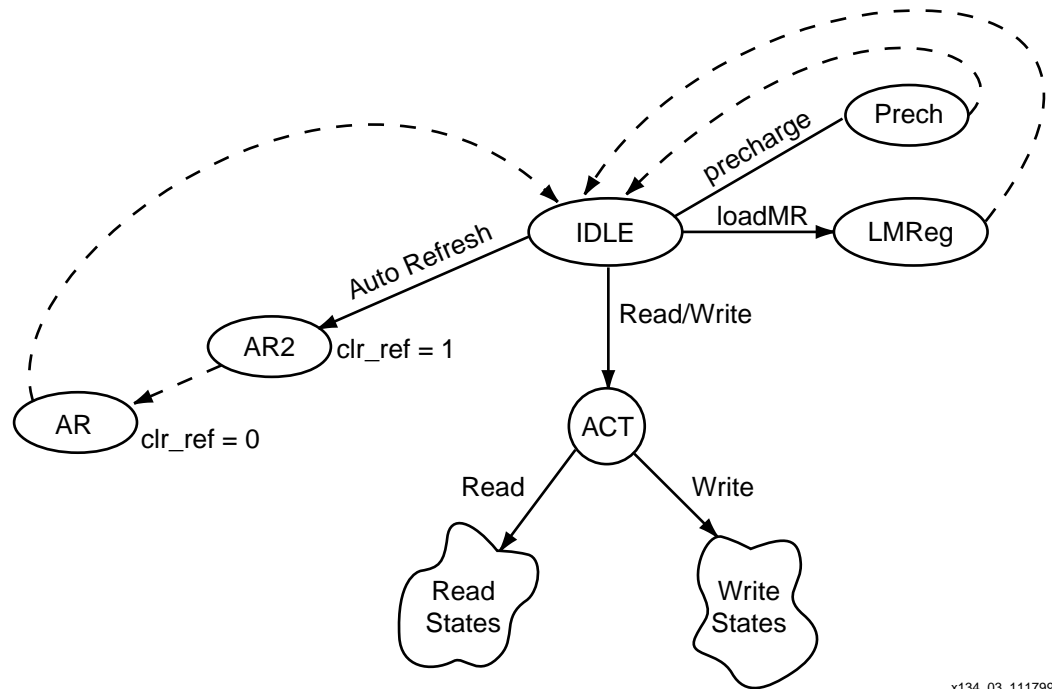 Prech
precharge
loadMR
IDLE
LMReg
Auto Refresh
Read/Write
AR2
clr_ref = 1
AR
clr_ref = 0
ACT
Read
Write
Read
States
Write
States
x134_03_111799